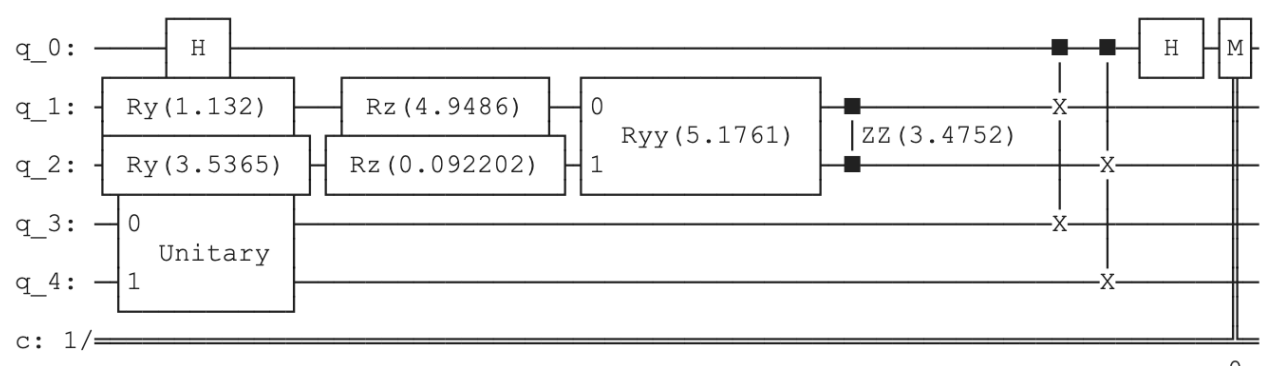 q_0: H H M
q_1: Ry(1.132) Rz(4.9486) 0 X
Ryy(5.1761) ZZ(3.4752)
q_2: Ry(3.5365) Rz(0.092202) 1 X
q_3: 0 X
Unitary
q_4: 1 X
c: 1/